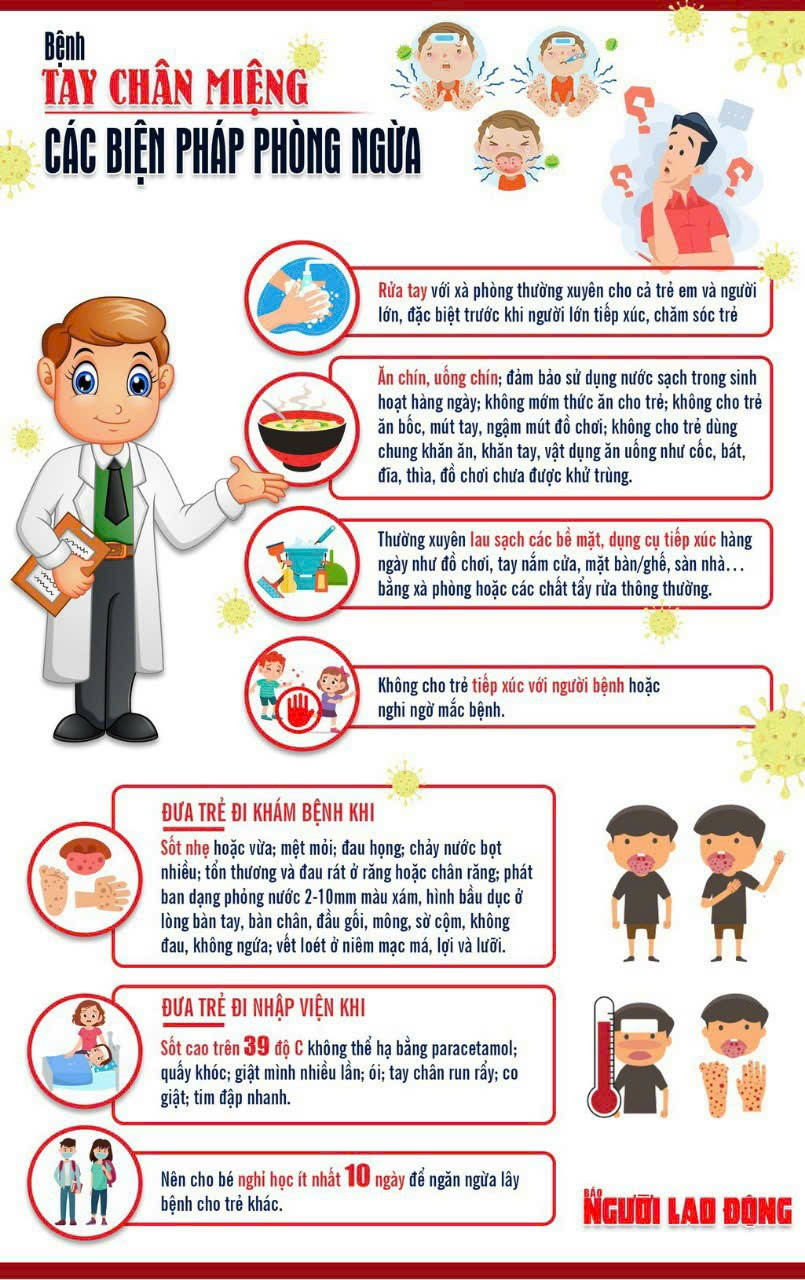 Bệnh
TAY CHÂN MIỆNG
CÁC BIỆN PHÁP PHÒNG NGỪA
Rửa tay với xà phòng thường xuyên cho cả trẻ em và người
lớn, đặc biệt trước khi người lớn tiếp xúc, chăm sóc trẻ
Ăn chín, uống chín; đảm bảo sử dụng nước sạch trong sinh
hoạt hàng ngày; không mớm thức ăn cho trẻ; không cho trẻ
ăn bốc, mút tay, ngậm mút đồ chơi; không cho trẻ dùng
chung khăn ăn, khăn tay, vật dụng ăn uống như cốc, bát,
đĩa, thìa, đồ chơi chưa được khử trùng.
Thường xuyên lau sạch các bề mặt, dụng cụ tiếp xúc hàng
ngày như đồ chơi, tay nắm cửa, mặt bàn/ghế, sàn nhà...
bằng xà phòng hoặc các chất tẩy rửa thông thường.
Không cho trẻ tiếp xúc với người bệnh hoặc
nghi ngờ mắc bệnh.
ĐƯA TRẺ ĐI KHÁM BỆNH KHI
Sốt nhẹ hoặc vừa; mệt mỏi; đau họng; chảy nước bọt
nhiều; tổn thương và đau rát ở răng hoặc chân răng; phát
ban dạng phỏng nước 2-10mm màu xám, hình bầu dục ở
lòng bàn tay, bàn chân, đầu gối, mông, sờ cộm, không
đau, không ngứa; vết loét ở niêm mạc má, lợi và lưỡi.
ĐƯA TRẺ ĐI NHẬP VIỆN KHI
Sốt cao trên 39 độ C không thể hạ bằng paracetamol;
quấy khóc; giật mình nhiều lần; ói; tay chân run rẩy; co
giật; tim đập nhanh.
Nên cho bé nghỉ học ít nhất 10 ngày để ngăn ngừa lây
bệnh cho trẻ khác.
BÁO
NGƯỜI LAO ĐỘNG